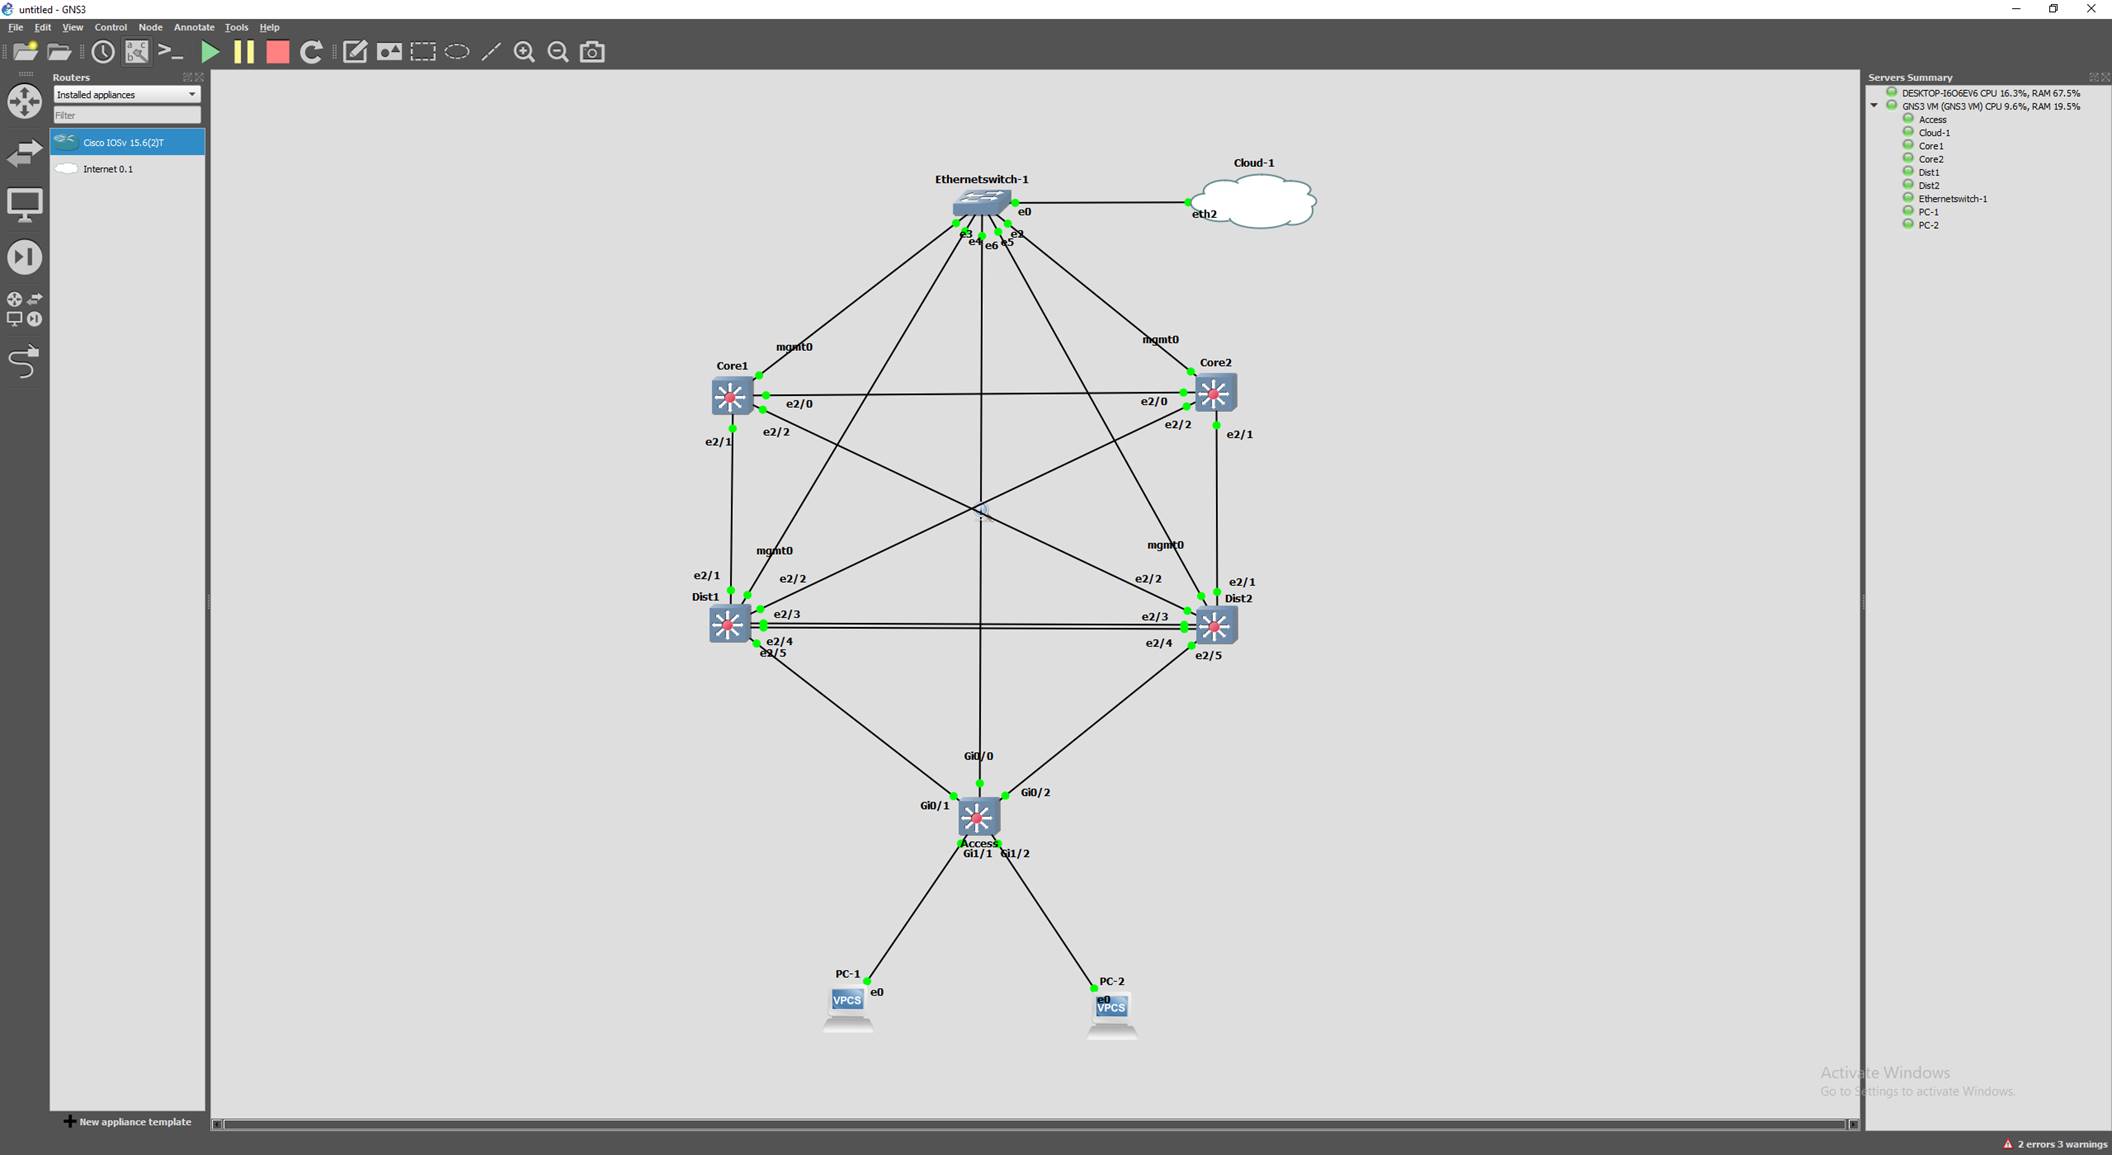 untitled - GNS3
File Edit View Control Node Annotate Tools Help
Routers
Installed appliances
Filter
Cisco IOSv 15.6(2)T
Internet 0.1
New appliance template
Cloud-1
Ethernetswitch-1
e0
eth2
e3
e4
e6
e5
e2
mgmt0
mgmt0
Core1
Core2
e2/0
e2/0
e2/2
e2/1
e2/2
e2/1
mgmt0
mgmt0
e2/1
e2/2
e2/2
e2/1
Dist1
Dist2
e2/3
e2/3
e2/4
e2/4
e2/5
e2/5
Gi0/0
Gi0/1
Gi0/2
Access
Gi1/1
Gi1/2
PC-1
e0
VPCS
PC-2
e0
VPCS
Servers Summary
DESKTOP-I6O6EV6 CPU 16.3%, RAM 67.5%
GNS3 VM (GNS3 VM) CPU 9.6%, RAM 19.5%
Access
Cloud-1
Core1
Core2
Dist1
Dist2
Ethernetswitch-1
PC-1
PC-2
Activate Windows
Go to Settings to activate Windows.
2 errors 3 warnings